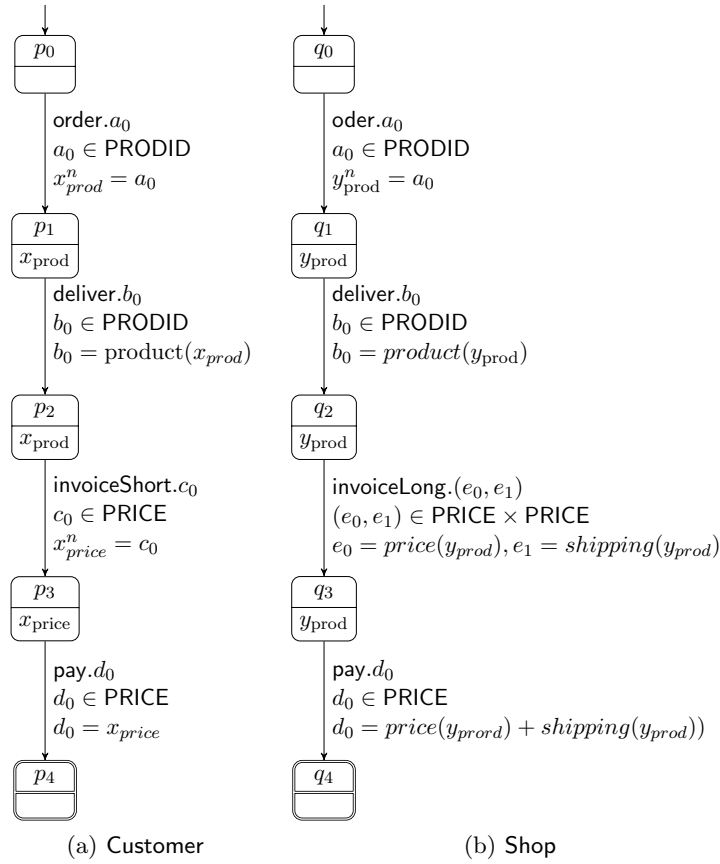 p₀
order.a₀
a₀ ∈ PRODID
xⁿ_prod = a₀
p₁
x_prod
deliver.b₀
b₀ ∈ PRODID
b₀ = product(x_prod)
p₂
x_prod
invoiceShort.c₀
c₀ ∈ PRICE
xⁿ_price = c₀
p₃
x_price
pay.d₀
d₀ ∈ PRICE
d₀ = x_price
p₄
(a) Customer
q₀
oder.a₀
a₀ ∈ PRODID
yⁿ_prod = a₀
q₁
y_prod
deliver.b₀
b₀ ∈ PRODID
b₀ = product(y_prod)
q₂
y_prod
invoiceLong.(e₀, e₁)
(e₀, e₁) ∈ PRICE × PRICE
e₀ = price(y_prod), e₁ = shipping(y_prod)
q₃
y_prod
pay.d₀
d₀ ∈ PRICE
d₀ = price(y_prord) + shipping(y_prod))
q₄
(b) Shop